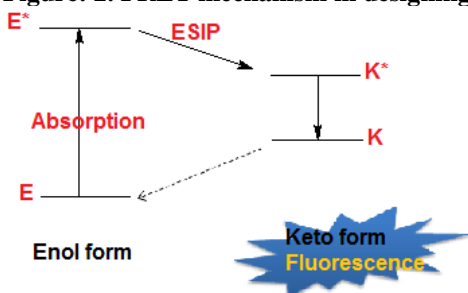 E*
ESIP
K*
Absorption
K
E
Enol form
Keto form
Fluorescence